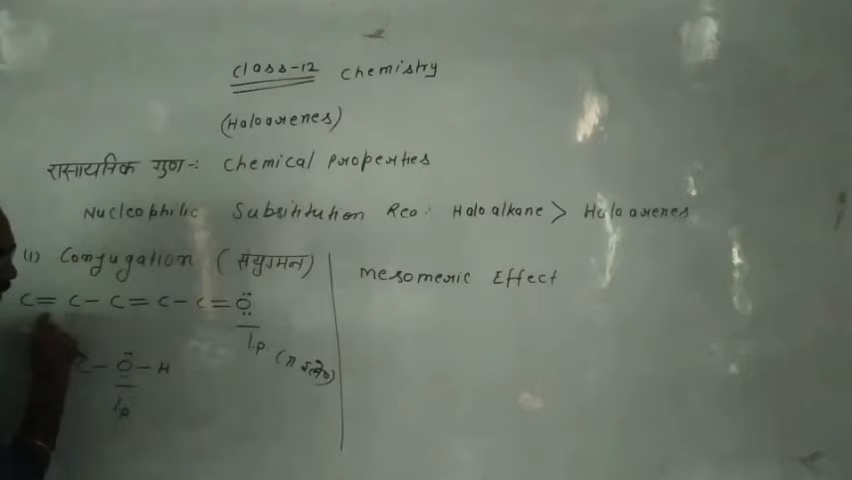 Class-12 Chemistry
(Haloarenes)
रासायनिक गुण-: Chemical Properties
Nucleophilic Substitution Rea: Haloalkane > Haloarenes
(1) Conjugation (संयुग्मन)
Mesomeric Effect
C = C - C = C - C = Ö
l.p.
C - Ö - H
l.p